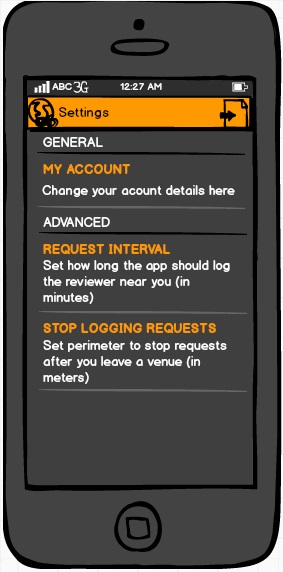 ABC 3G 12:27 AM
Settings
GENERAL
MY ACCOUNT
Change your acount details here
ADVANCED
REQUEST INTERVAL
Set how long the app should log
the reviewer near you (in
minutes)
STOP LOGGING REQUESTS
Set perimeter to stop requests
after you leave a venue (in
meters)